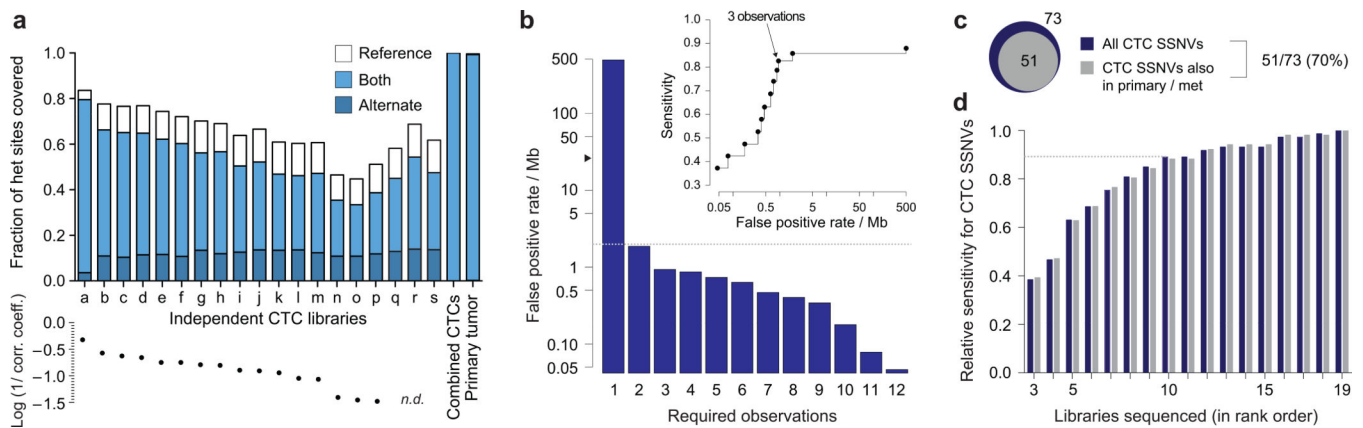 a
Fraction of het sites covered
1.0
0.8
0.6
0.4
0.2
0.0
Reference
Both
Alternate
a b c d e f g h i j k l m n o p q r s
Independent CTC libraries
Combined CTCs
Primary tumor
Log (1/ corr. coeff.)
0.0
−0.5
−1.0
−1.5
n.d.
b
False positive rate / Mb
500
100
50
10
5
1
0.5
0.10
0.05
1 2 3 4 5 6 7 8 9 10 11 12
Required observations
3 observations
Sensitivity
1.0
0.9
0.8
0.7
0.6
0.5
0.4
0.3
0.05 0.5 5 50 500
False positive rate / Mb
c
73
51
All CTC SSNVs
CTC SSNVs also
in primary / met
51/73 (70%)
d
Relative sensitivity for CTC SSNVs
1.0
0.8
0.6
0.4
0.2
0.0
3 5 10 15 19
Libraries sequenced (in rank order)